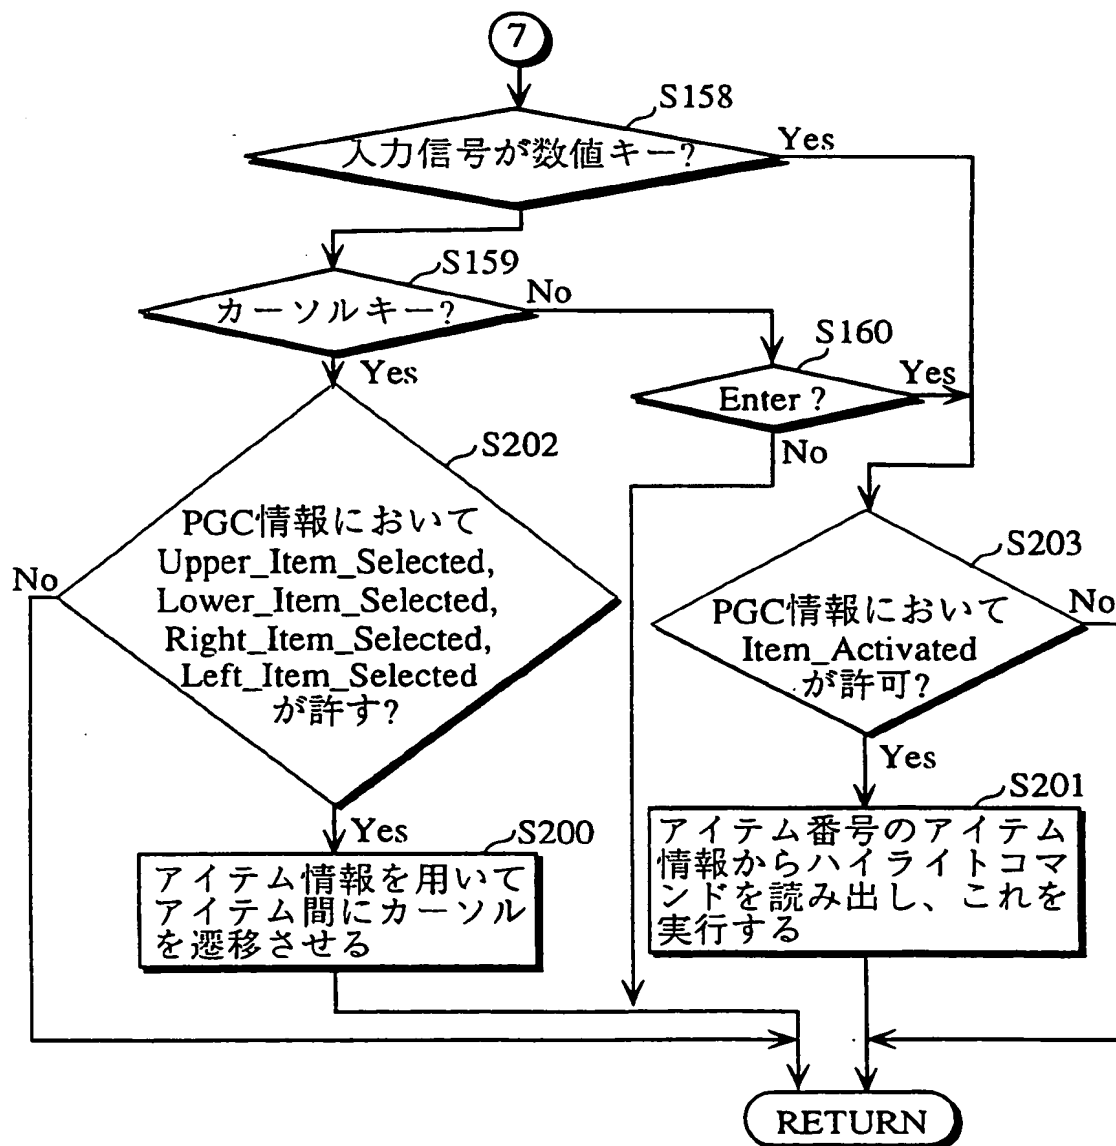 7
S158
入力信号が数値キー?
Yes
S159
カーソルキー?
No
S160
Yes
Enter ?
Yes
No
S202
PGC情報において
Upper_Item_Selected,
Lower_Item_Selected,
Right_Item_Selected,
Left_Item_Selected
が許す?
No
S203
PGC情報において
Item_Activated
が許可?
No
Yes
Yes
S200
アイテム情報を用いて
アイテム間にカーソル
を遷移させる
S201
アイテム番号のアイテム
情報からハイライトコマ
ンドを読み出し、これを
実行する
RETURN